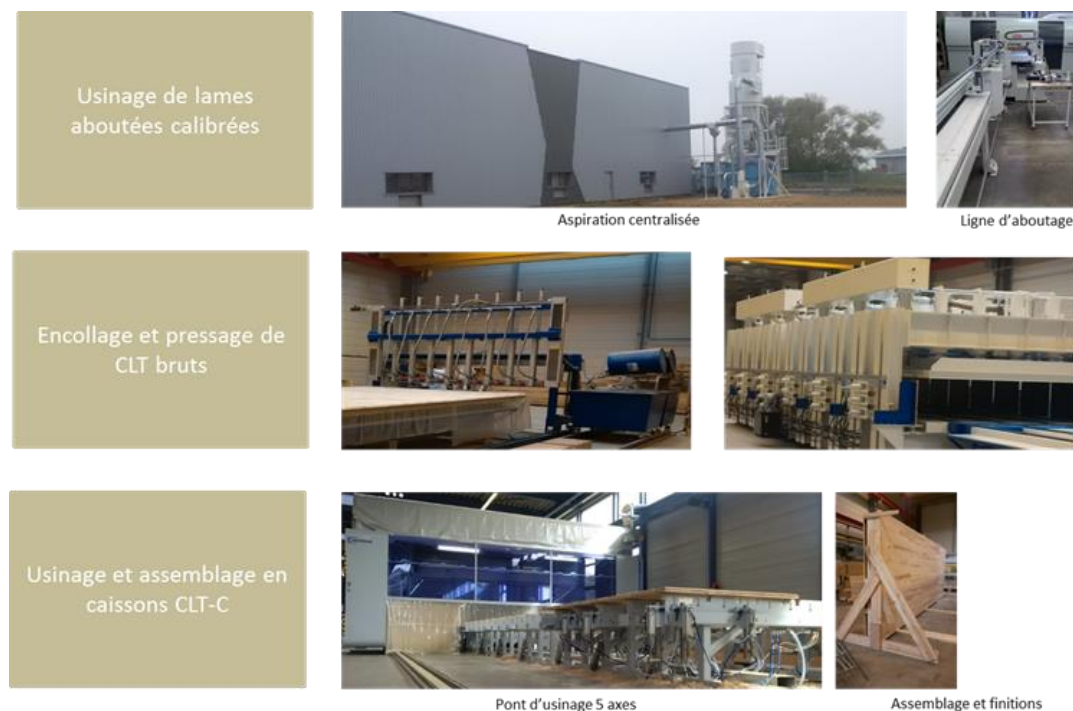 Usinage de lames
aboutées calibrées
Aspiration centralisée
Ligne d'aboutage
Encollage et pressage de
CLT bruts
Usinage et assemblage en
caissons CLT-C
Pont d'usinage 5 axes
Assemblage et finitions